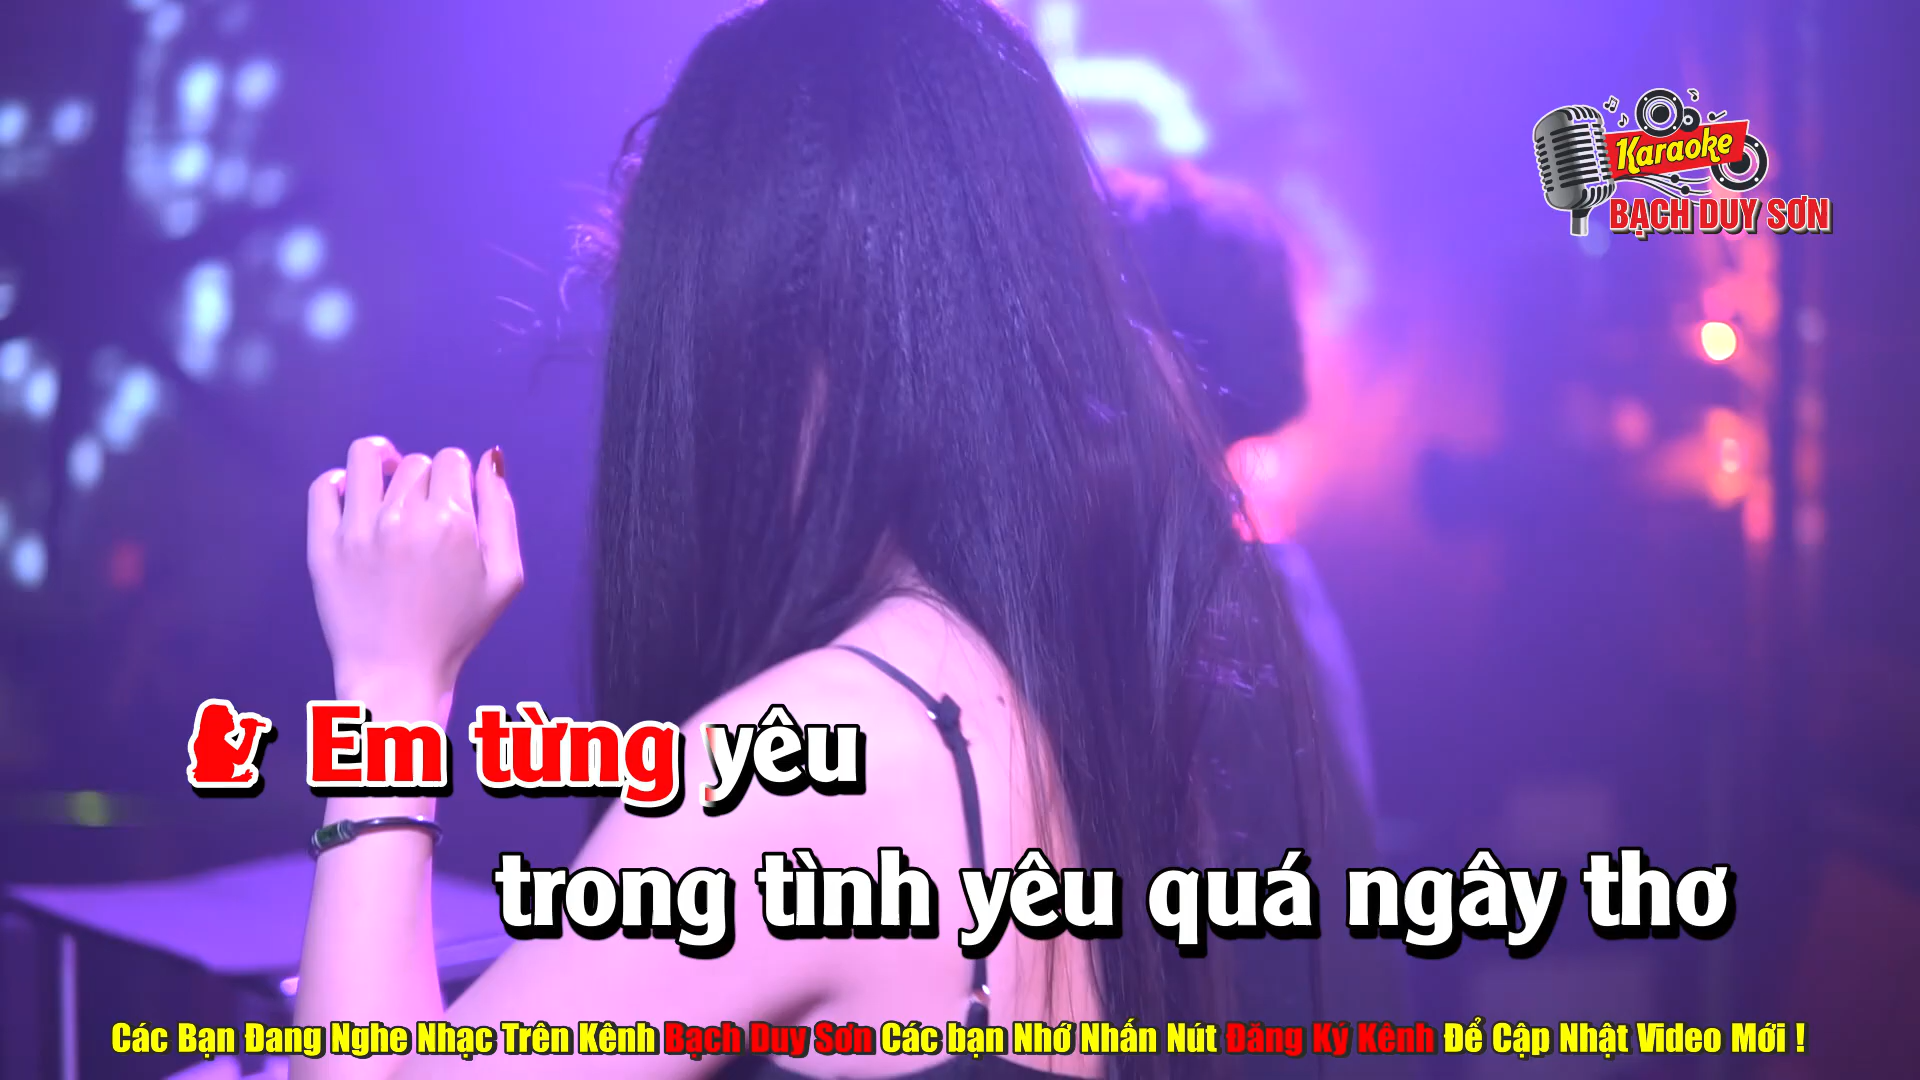 Karaoke
BẠCH DUY SƠN
Em từng yêu
trong tình yêu quá ngây thơ
Các Bạn Đang Nghe Nhạc Trên Kênh Bạch Duy Sơn Các bạn Nhớ Nhấn Nút Đăng Ký Kênh Để Cập Nhật Video Mới !